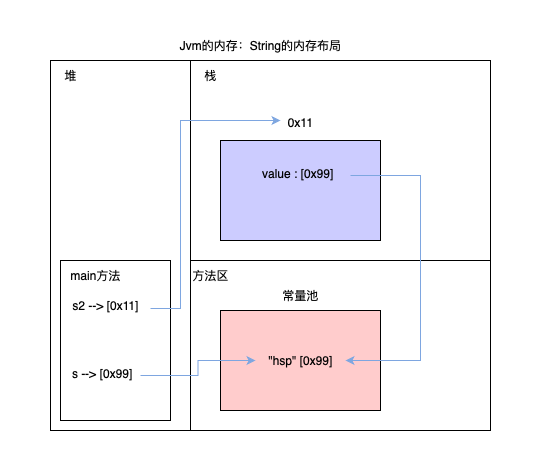 Jvm的内存：String的内存布局
堆
栈
0x11
value : [0x99]
main方法
方法区
s2 --> [0x11]
常量池
s --> [0x99]
"hsp" [0x99]